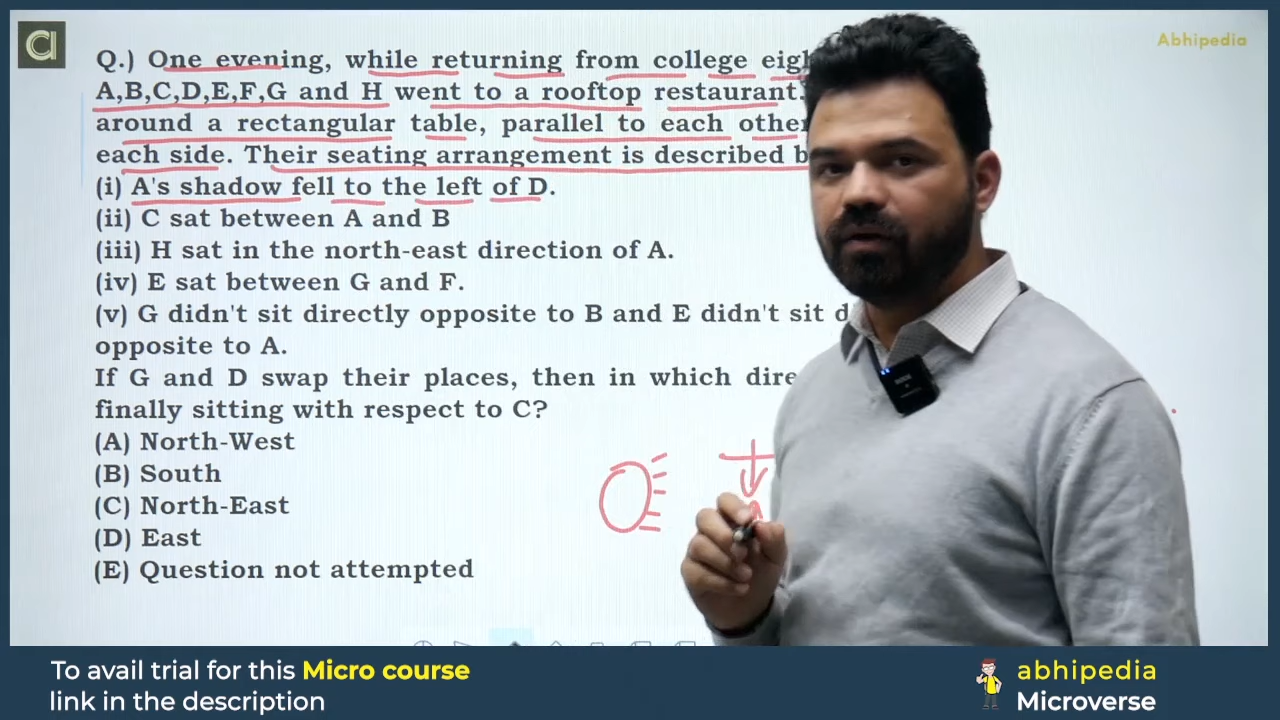 Abhipedia
Q.) One evening, while returning from college
A,B,C,D,E,F,G and H went to a rooftop restaurant.
around a rectangular table, parallel to each other
each side. Their seating arrangement is described
(i) A's shadow fell to the left of D.
(ii) C sat between A and B
(iii) H sat in the north-east direction of A.
(iv) E sat between G and F.
(v) G didn't sit directly opposite to B and E didn't sit
opposite to A.
If G and D swap their places, then in which
finally sitting with respect to C?
(A) North-West
(B) South
(C) North-East
(D) East
(E) Question not attempted
To avail trial for this Micro course
link in the description
abhipedia
Microverse